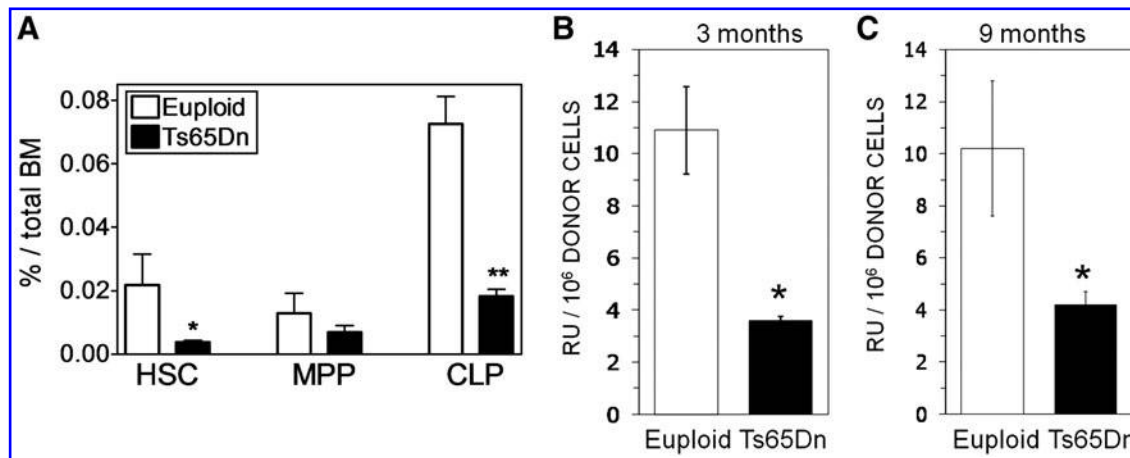 A
% / total BM
0.08
0.06
0.04
0.02
0.00
Euploid
Ts65Dn
*
**
HSC MPP CLP
B
3 months
RU / 10⁶ DONOR CELLS
14
12
10
8
6
4
2
0
*
Euploid Ts65Dn
C
9 months
RU / 10⁶ DONOR CELLS
14
12
10
8
6
4
2
0
*
Euploid Ts65Dn